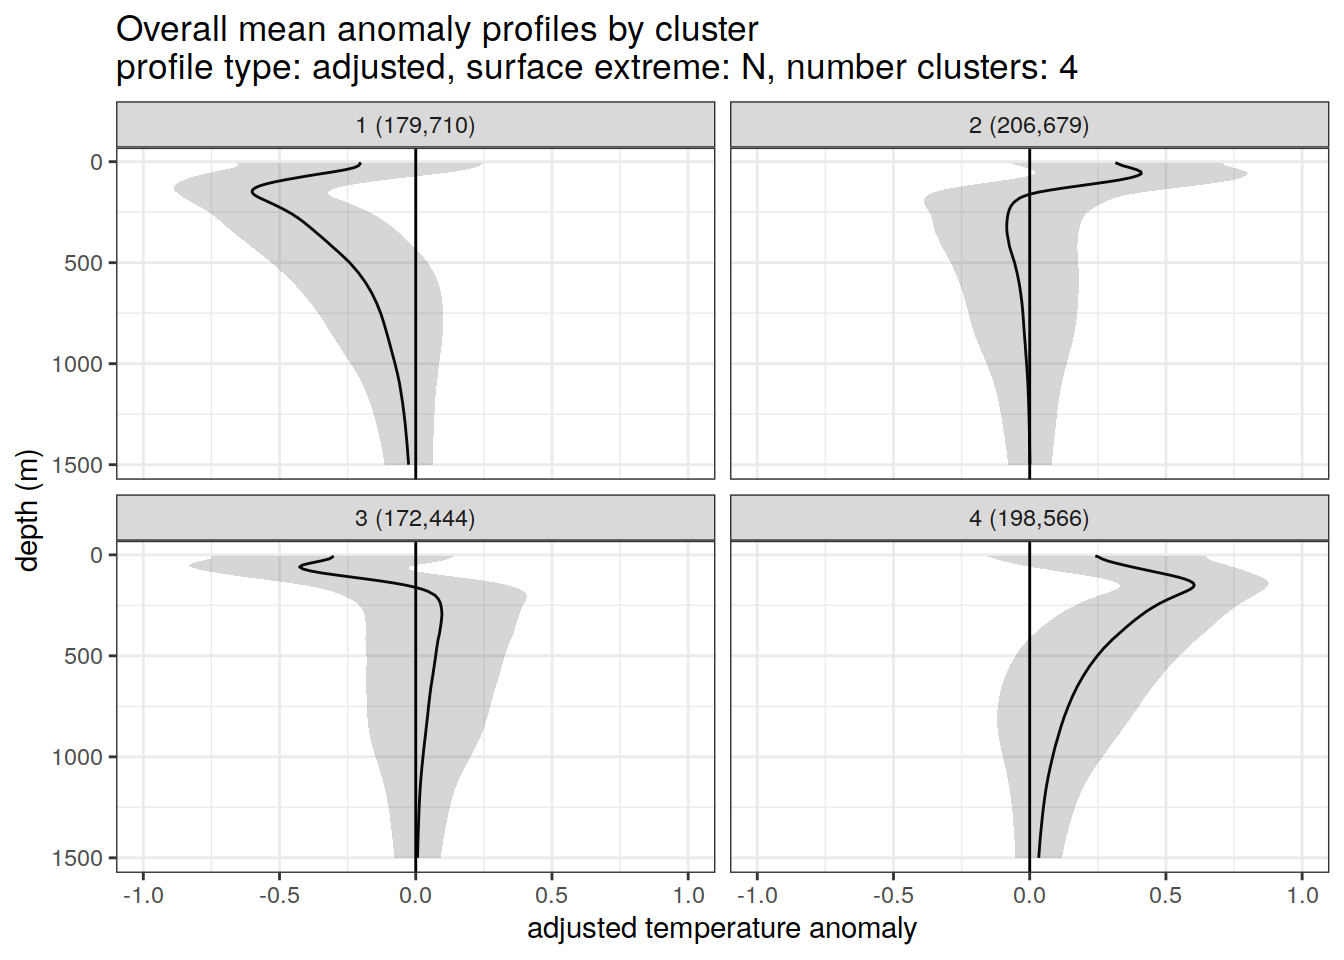 Overall mean anomaly profiles by cluster
profile type: adjusted, surface extreme: N, number clusters: 4
1 (179,710)
2 (206,679)
0
500
1000
1500
3 (172,444)
4 (198,566)
0
500
1000
1500
-1.0 -0.5 0.0 0.5 1.0 -1.0 -0.5 0.0 0.5 1.0
depth (m)
adjusted temperature anomaly